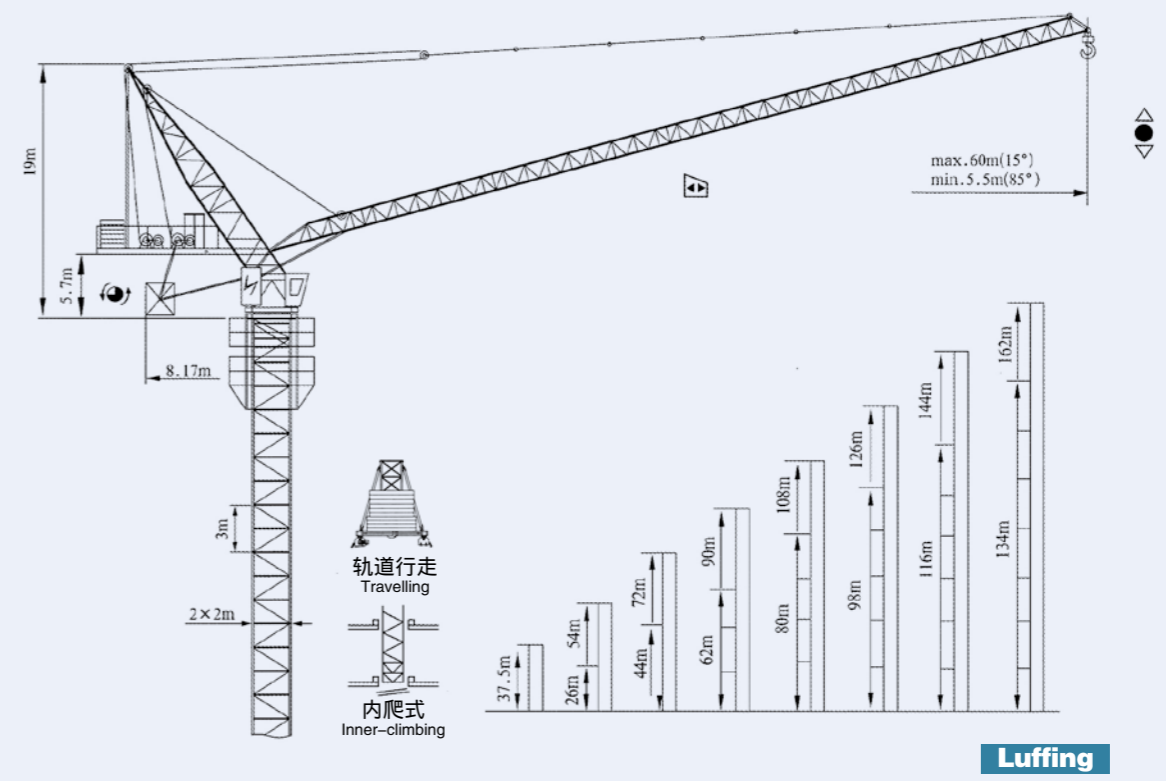 19m
max.60m(15°)
min.5.5m(85°)
5.7m
8.17m
3m
2×2m
轨道行走
Travelling
内爬式
Inner-climbing
37.5m
54m
26m
72m
44m
90m
62m
108m
80m
126m
98m
144m
116m
162m
134m
Luffing